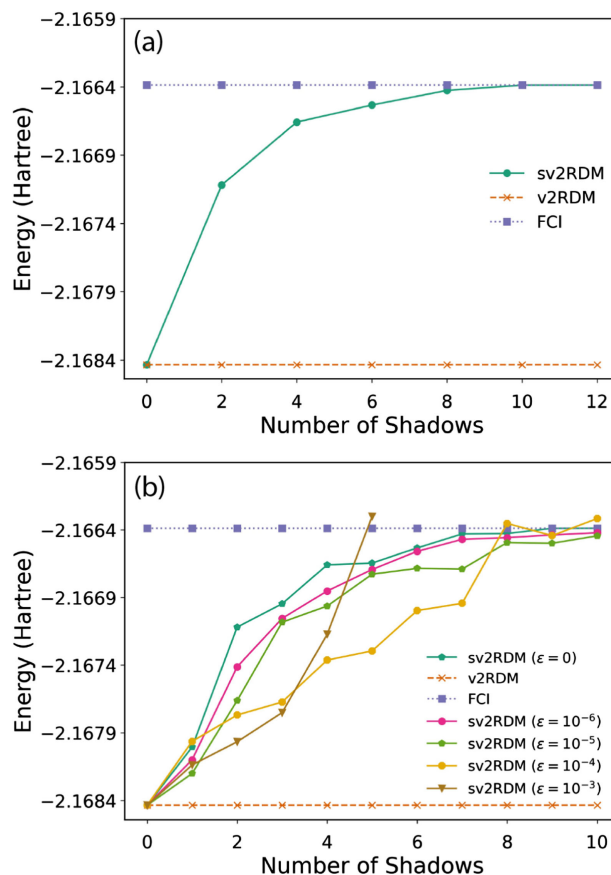 (a)
Energy (Hartree)
−2.1659
−2.1664
−2.1669
−2.1674
−2.1679
−2.1684
sv2RDM
v2RDM
FCI
0 2 4 6 8 10 12
Number of Shadows
(b)
Energy (Hartree)
−2.1659
−2.1664
−2.1669
−2.1674
−2.1679
−2.1684
sv2RDM (ε = 0)
v2RDM
FCI
sv2RDM (ε = 10⁻⁶)
sv2RDM (ε = 10⁻⁵)
sv2RDM (ε = 10⁻⁴)
sv2RDM (ε = 10⁻³)
0 2 4 6 8 10
Number of Shadows